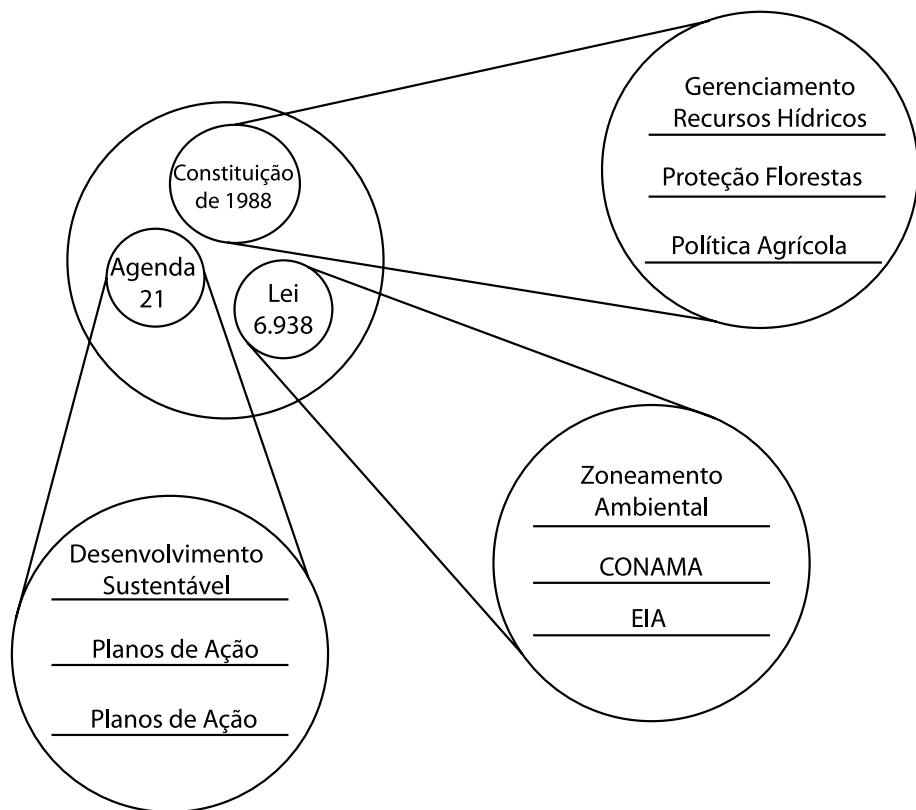 Constituição
de 1988
Agenda
21
Lei
6.938
Gerenciamento
Recursos Hídricos
Proteção Florestas
Política Agrícola
Zoneamento
Ambiental
CONAMA
EIA
Desenvolvimento
Sustentável
Planos de Ação
Planos de Ação